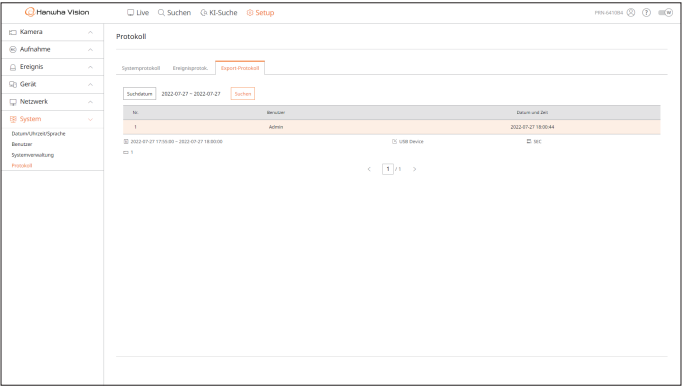 Hanwha Vision
Live Suchen KI-Suche Setup
Kamera
Aufnahme
Ereignis
Gerät
Netzwerk
System
Datum/Uhrzeit/Sprache
Benutzer
Systemverwaltung
Protokoll
Protokoll
Systemprotokoll Ereignisprotok. Export-Protokoll
Suchdatum 2022-07-27 ~ 2022-07-27 Suchen
Nr. Benutzer Datum und Zeit
1 Admin 2022-07-27 18:00:44
2022-07-27 17:55:00 ~ 2022-07-27 18:00:00 USB Device SEC
1
< 1 / 1 >